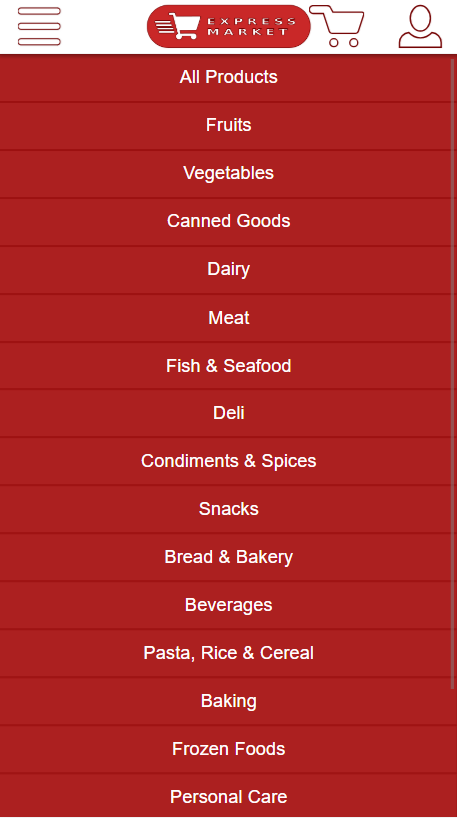 EXPRESS
MARKET
All Products
Fruits
Vegetables
Canned Goods
Dairy
Meat
Fish & Seafood
Deli
Condiments & Spices
Snacks
Bread & Bakery
Beverages
Pasta, Rice & Cereal
Baking
Frozen Foods
Personal Care